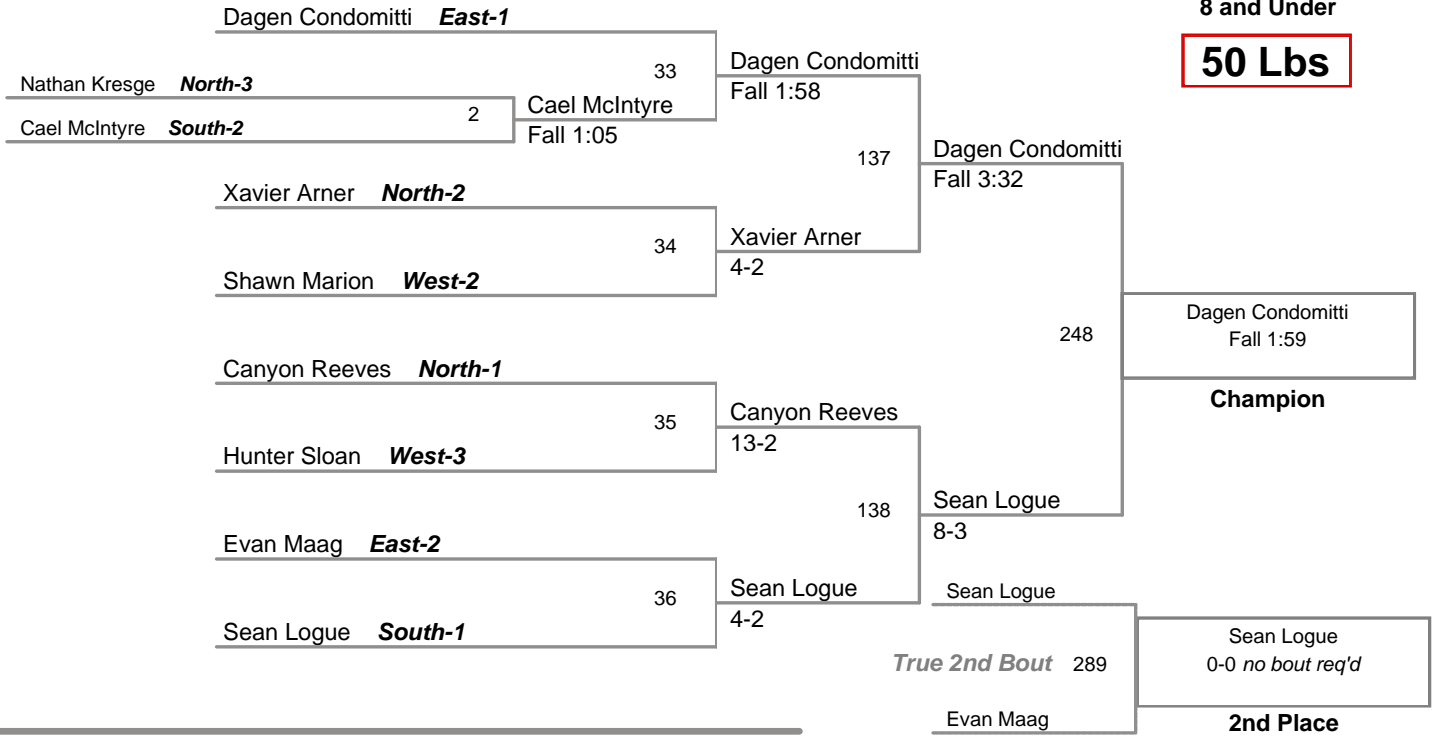 8 and Under
50 Lbs
Dagen Condomitti East-1
Nathan Kresge North-3
Cael McIntyre South-2
2
Cael McIntyre
Fall 1:05
33
Dagen Condomitti
Fall 1:58
Xavier Arner North-2
Shawn Marion West-2
34
Xavier Arner
4-2
137
Dagen Condomitti
Fall 3:32
Canyon Reeves North-1
Hunter Sloan West-3
35
Canyon Reeves
13-2
Evan Maag East-2
Sean Logue South-1
36
Sean Logue
4-2
138
Sean Logue
8-3
248
Dagen Condomitti
Fall 1:59
Champion
Sean Logue
True 2nd Bout 289
Evan Maag
Sean Logue
0-0 no bout req'd
2nd Place